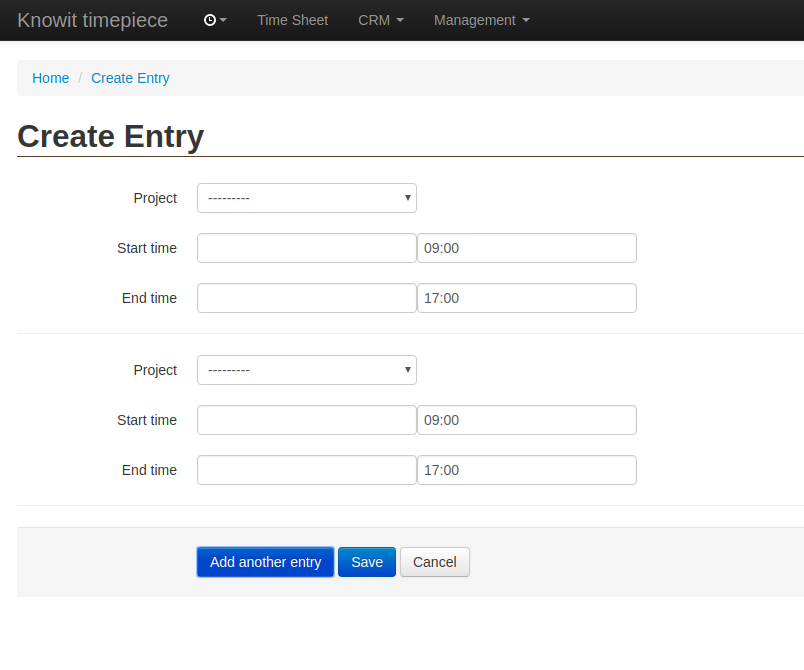 Knowit timepiece Time Sheet CRM Management
Home / Create Entry
Create Entry
Project ---------
Start time 09:00
End time 17:00
Project ---------
Start time 09:00
End time 17:00
Add another entry Save Cancel